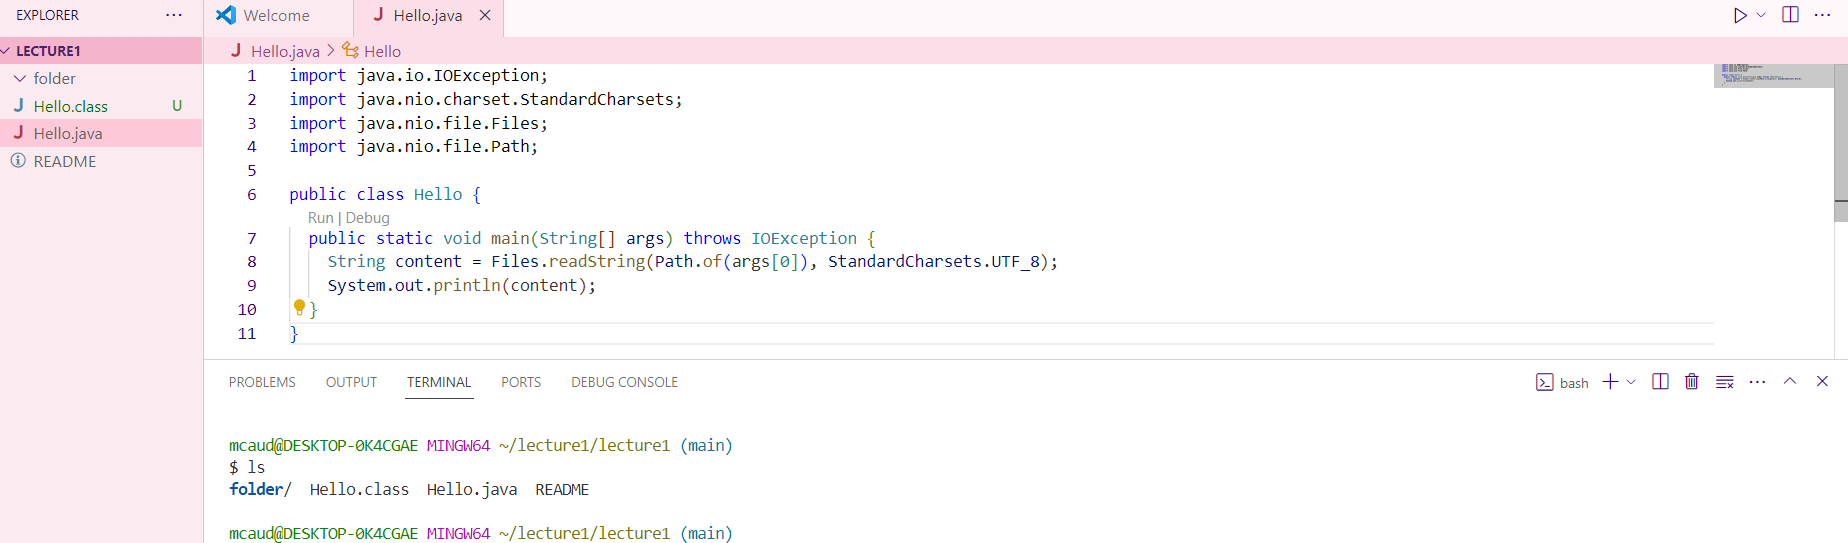 EXPLORER ···
LECTURE1
folder
Hello.class U
Hello.java
README
Welcome Hello.java
Hello.java > Hello
1 import java.io.IOException;
2 import java.nio.charset.StandardCharsets;
3 import java.nio.file.Files;
4 import java.nio.file.Path;
5
6 public class Hello {
Run | Debug
7 public static void main(String[] args) throws IOException {
8 String content = Files.readString(Path.of(args[0]), StandardCharsets.UTF_8);
9 System.out.println(content);
10 }
11 }
PROBLEMS OUTPUT TERMINAL PORTS DEBUG CONSOLE bash
mcaud@DESKTOP-0K4CGAE MINGW64 ~/lecture1/lecture1 (main)
$ ls
folder/ Hello.class Hello.java README
mcaud@DESKTOP-0K4CGAE MINGW64 ~/lecture1/lecture1 (main)